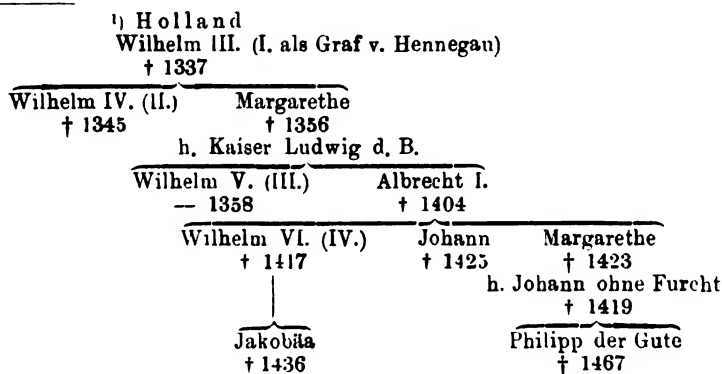 ¹) Holland
Wilhelm III. (I. als Graf v. Hennegau)
† 1337
Wilhelm IV. (II.) Margarethe
† 1345 † 1356
h. Kaiser Ludwig d. B.
Wilhelm V. (III.) Albrecht I.
— 1358 † 1404
Wilhelm VI. (IV.) Johann Margarethe
† 1417 † 1425 † 1423
h. Johann ohne Furcht
† 1419
Jakobäa Philipp der Gute
† 1436 † 1467